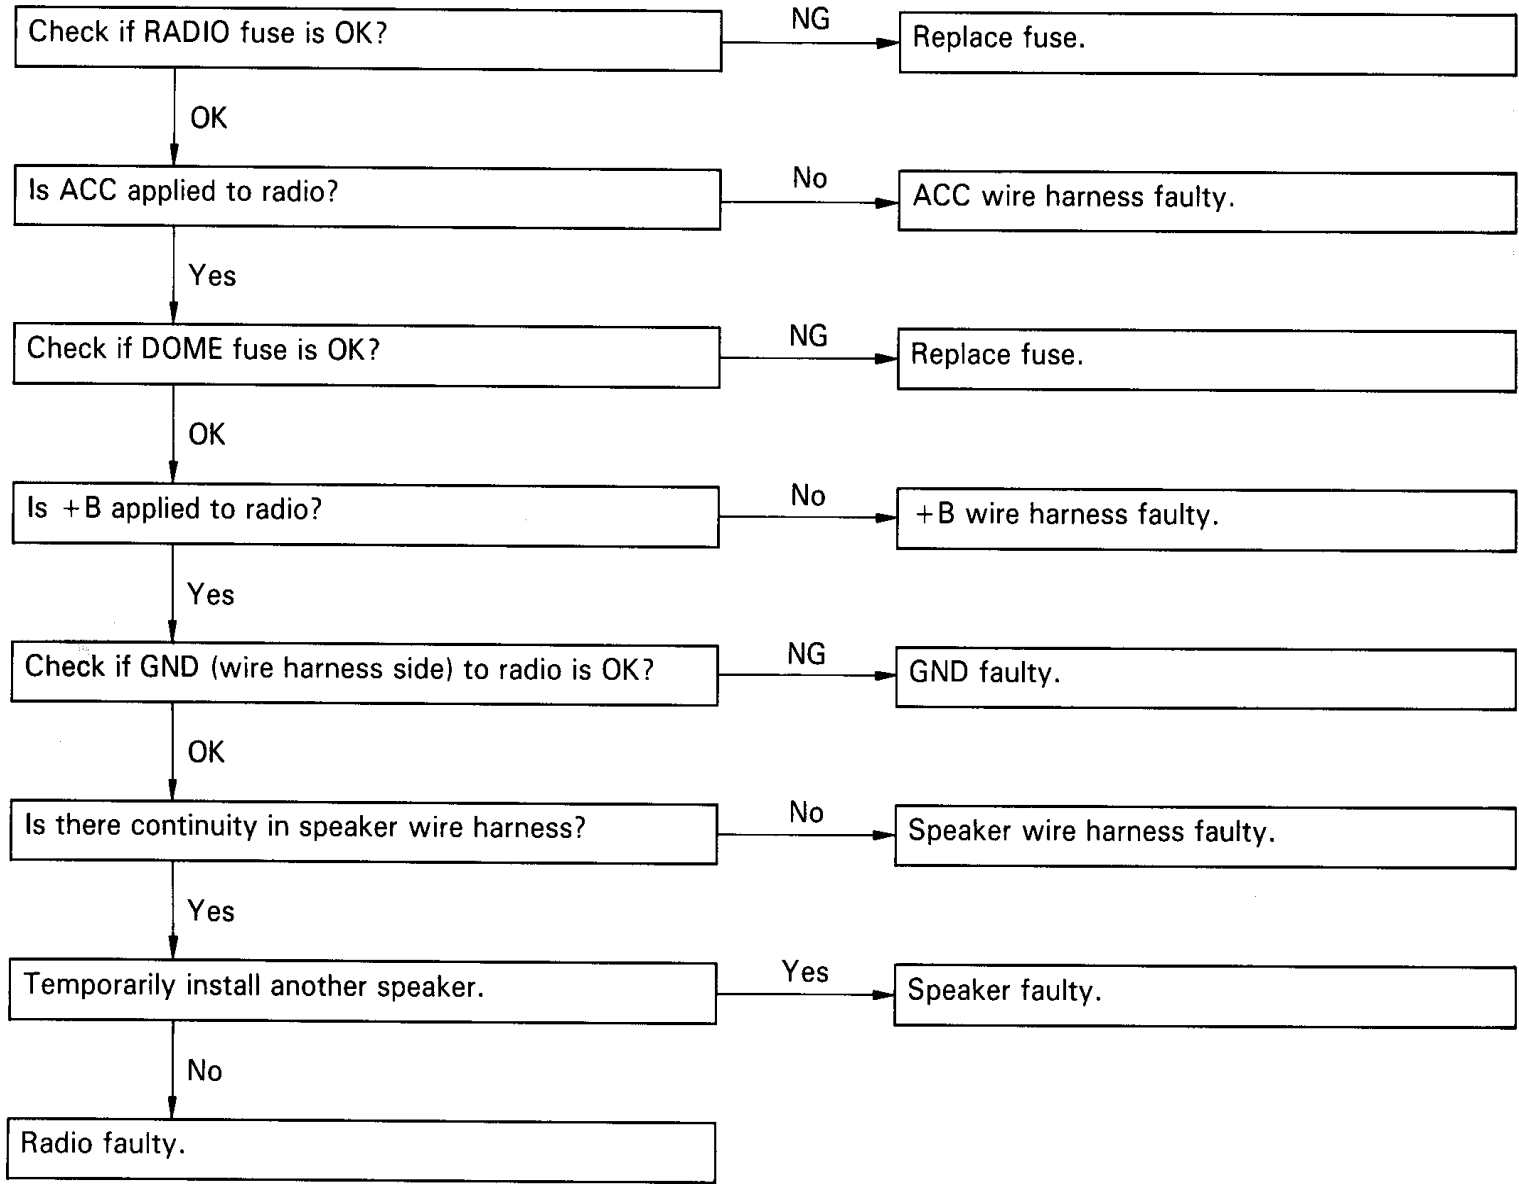 Check if RADIO fuse is OK?
NG
Replace fuse.
OK
Is ACC applied to radio?
No
ACC wire harness faulty.
Yes
Check if DOME fuse is OK?
NG
Replace fuse.
OK
Is +B applied to radio?
No
+B wire harness faulty.
Yes
Check if GND (wire harness side) to radio is OK?
NG
GND faulty.
OK
Is there continuity in speaker wire harness?
No
Speaker wire harness faulty.
Yes
Temporarily install another speaker.
Yes
Speaker faulty.
No
Radio faulty.